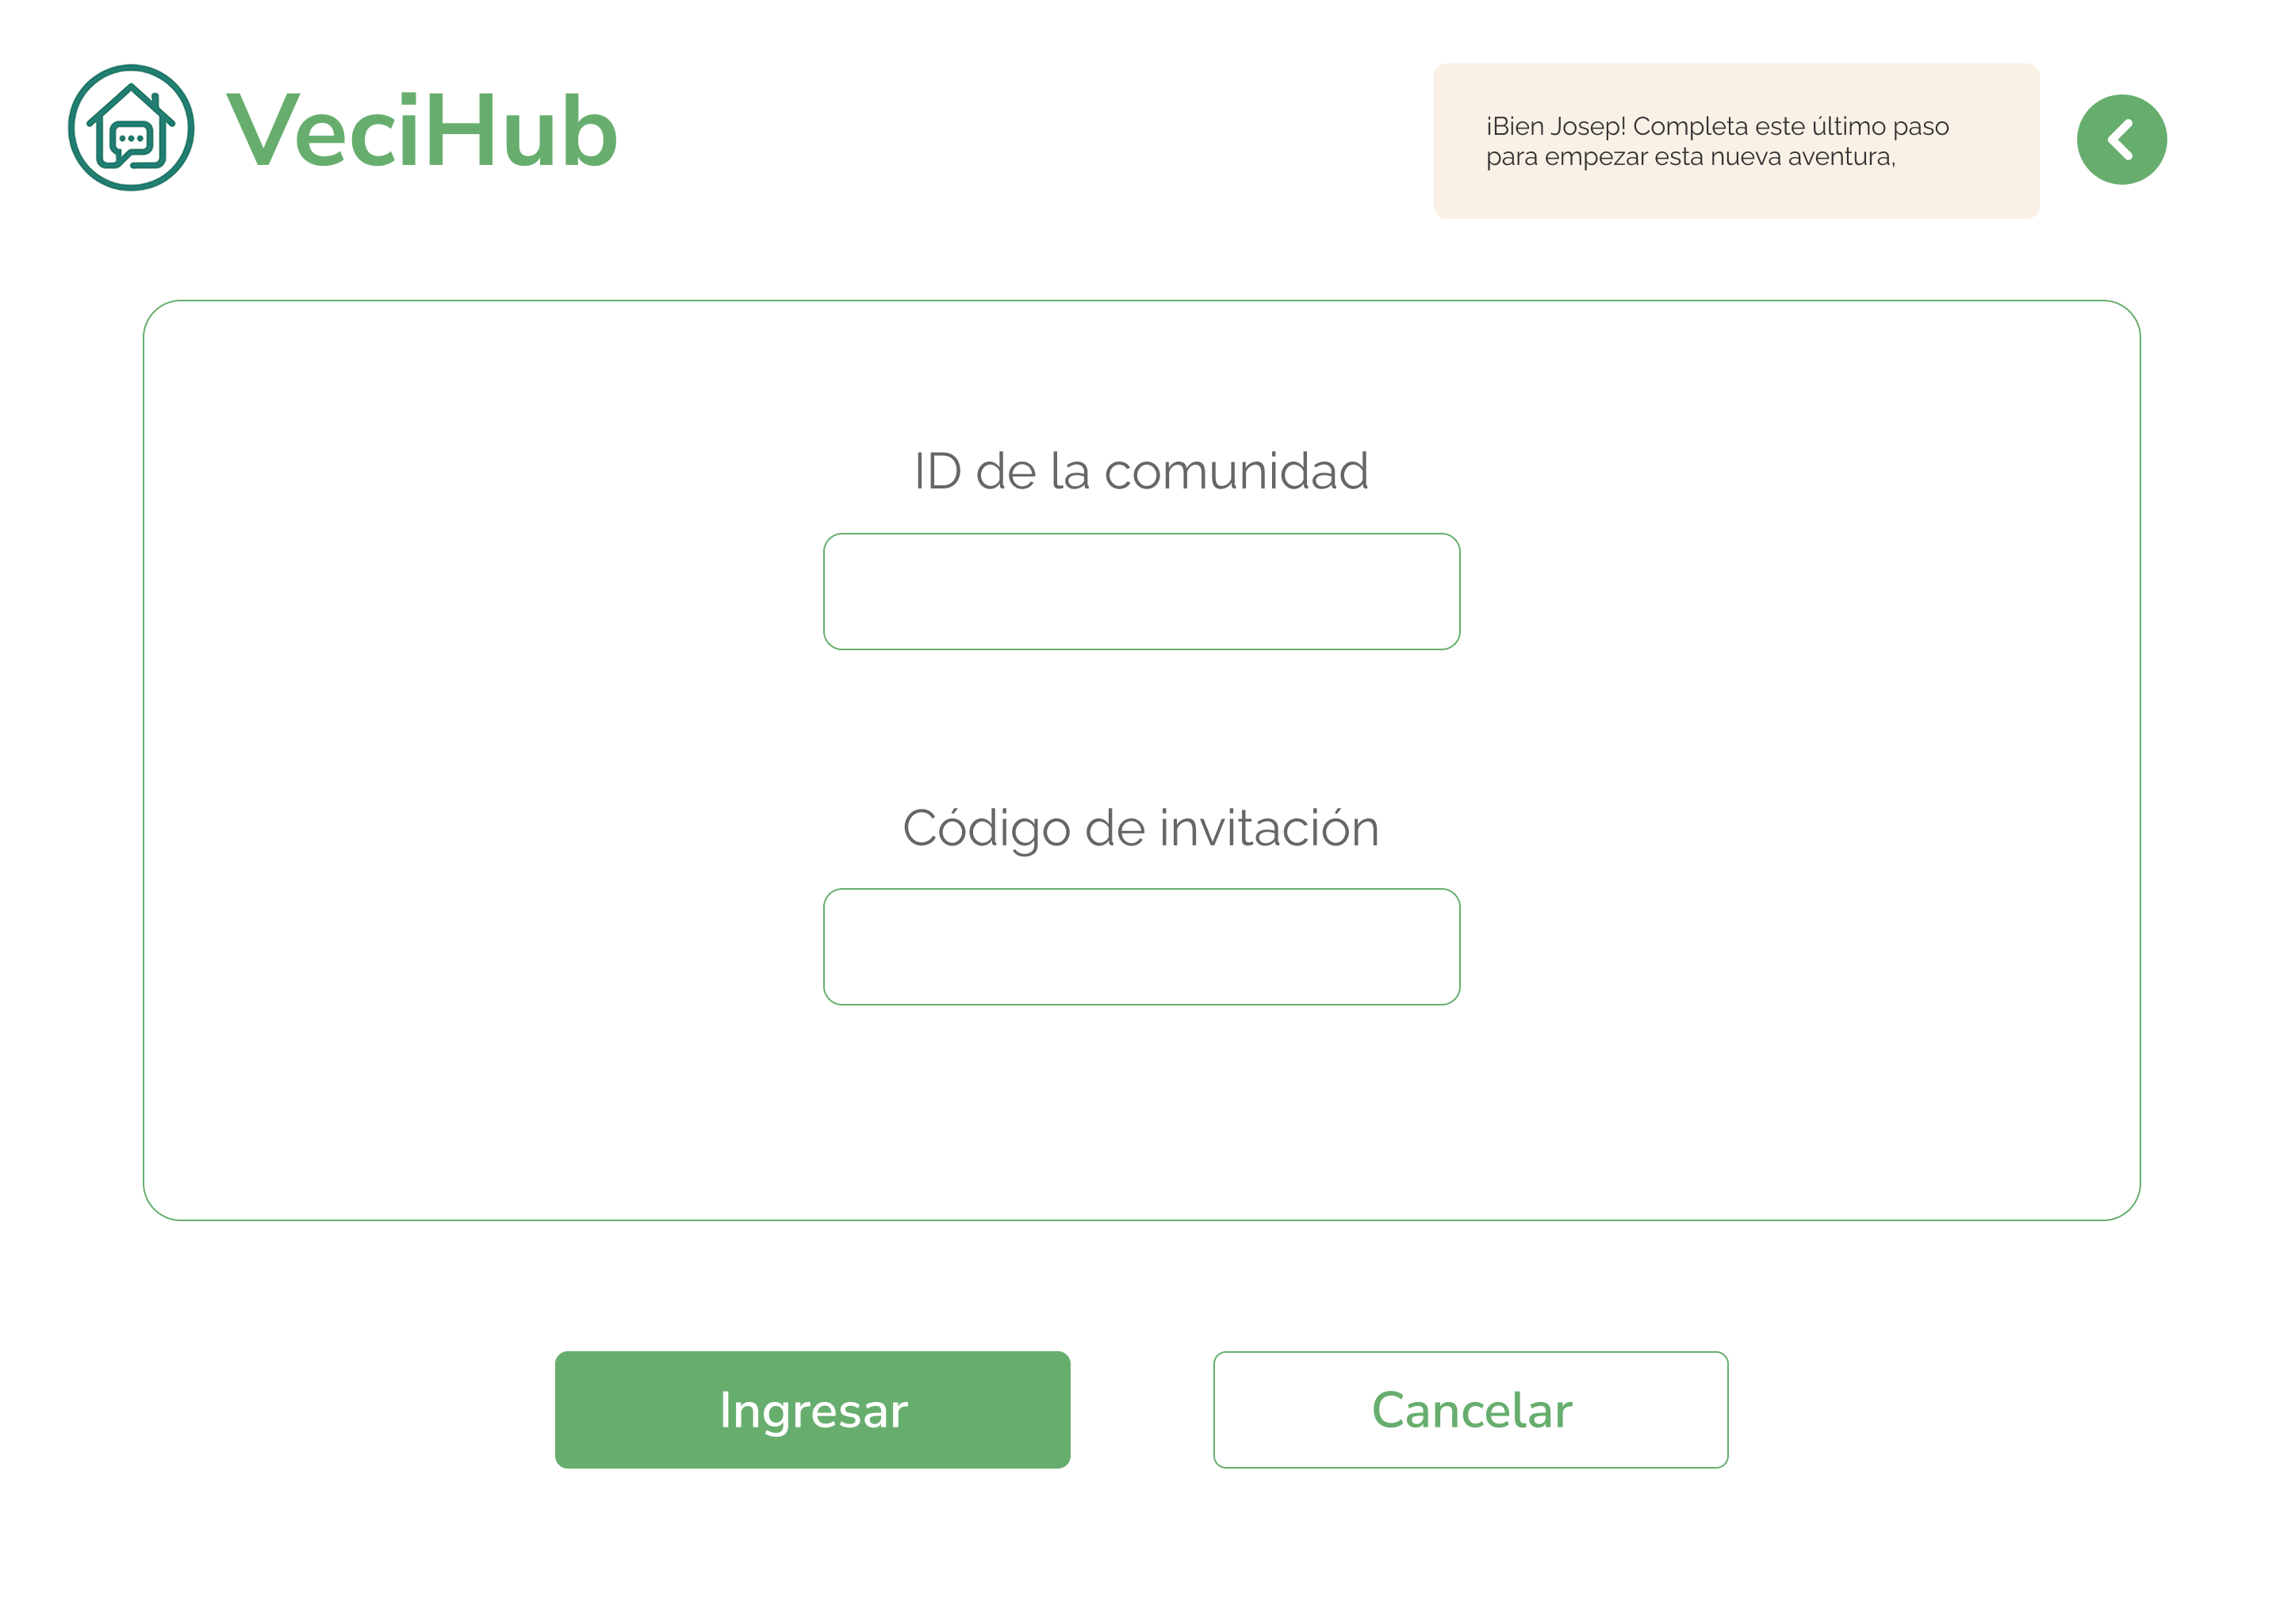 VeciHub
¡Bien Josep! Completa este último paso
para empezar esta nueva aventura,
ID de la comunidad
Código de invitación
Ingresar
Cancelar